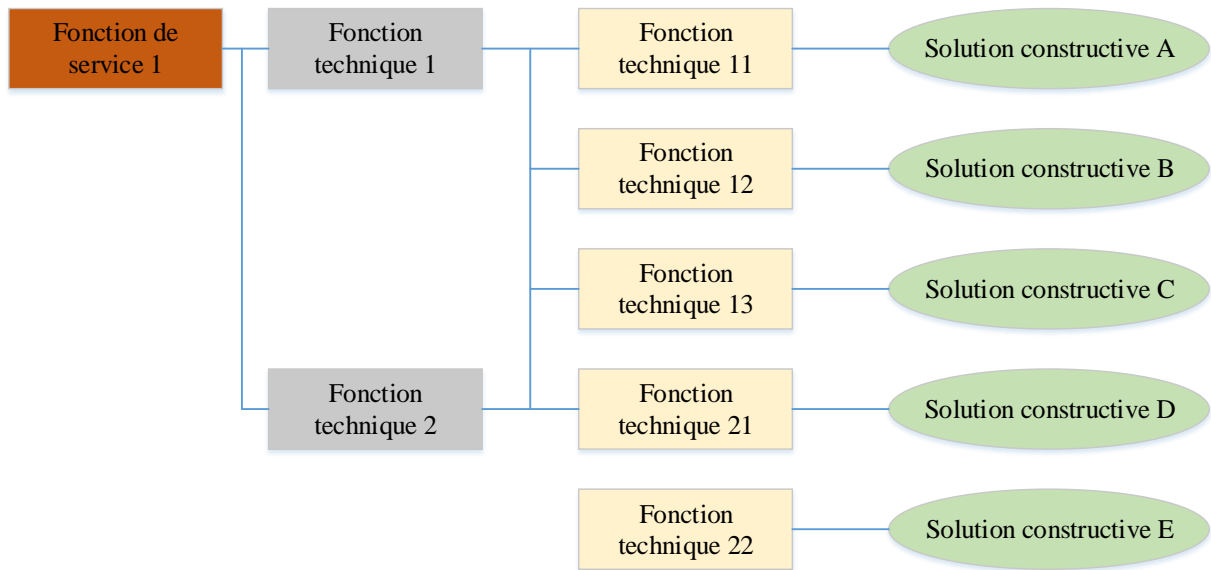 Fonction de
service 1
Fonction
technique 1
Fonction
technique 11
Solution constructive A
Fonction
technique 12
Solution constructive B
Fonction
technique 13
Solution constructive C
Fonction
technique 2
Fonction
technique 21
Solution constructive D
Fonction
technique 22
Solution constructive E